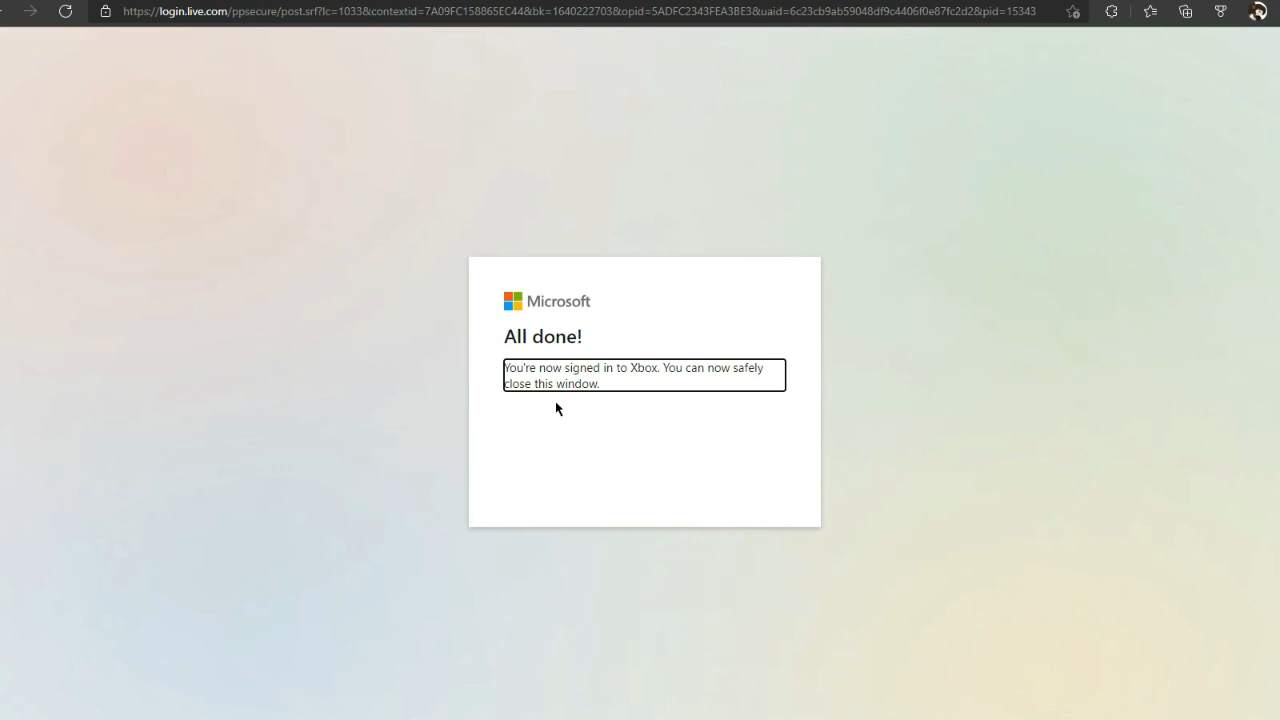 https://login.live.com/ppsecure/post.srf?lc=1033&contextid=7A09FC158865EC44&bk=1640222703&opid=5ADFC2343FEA3BE3&uaid=6c23cb9ab59048df9c4406f0e87fc2d2&pid=15343
Microsoft
All done!
You're now signed in to Xbox. You can now safely
close this window.